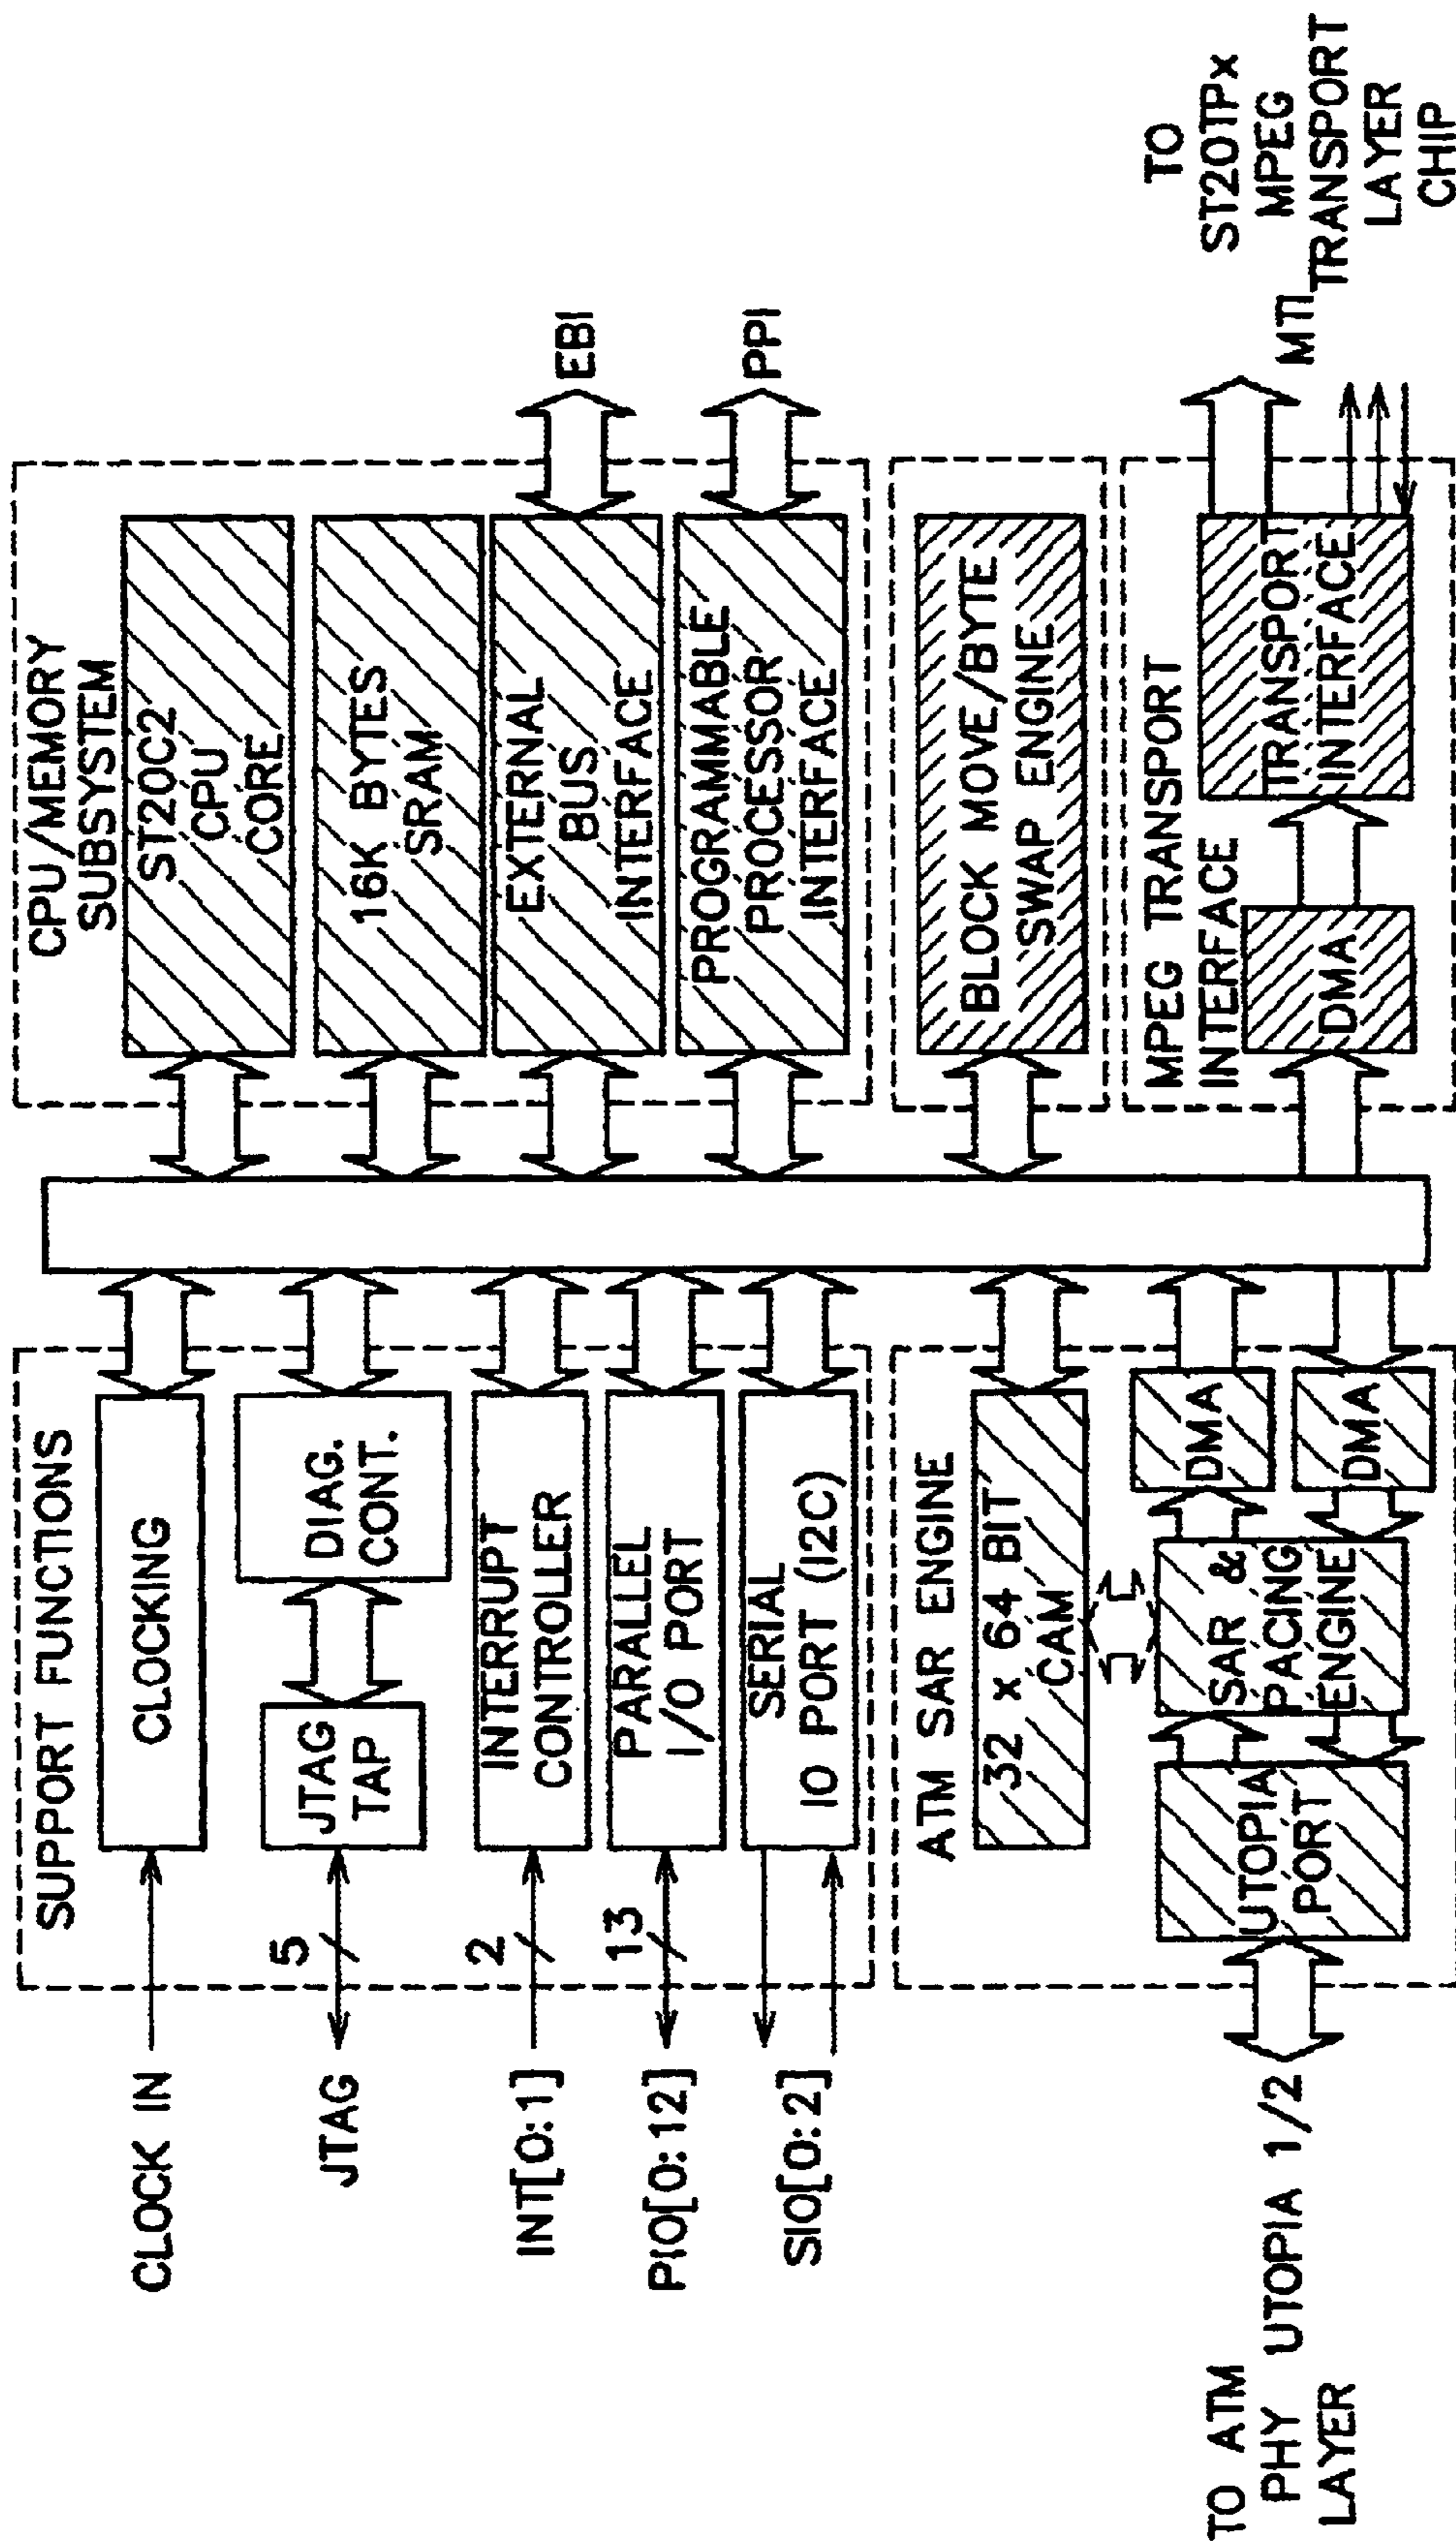 SUPPORT FUNCTIONS
CLOCK IN
CLOCKING
JTAG
5
JTAG
TAP
DIAG.
CONT.
INT[0:1]
2
INTERRUPT
CONTROLLER
PIO[0:12]
13
PARALLEL
I/O PORT
SIO[0:2]
SERIAL
IO PORT (I2C)
ATM SAR ENGINE
32 x 64 BIT
CAM
DMA
DMA
SAR &
PACING
ENGINE
UTOPIA
PORT
UTOPIA 1/2
TO ATM
PHY
LAYER
CPU/MEMORY
SUBSYSTEM
ST20C2
CPU
CORE
16K BYTES
SRAM
EXTERNAL
BUS
INTERFACE
EBI
PROGRAMMABLE
PROCESSOR
INTERFACE
PPI
BLOCK MOVE/BYTE
SWAP ENGINE
MPEG TRANSPORT
INTERFACE
DMA
TRANSPORT
INTERFACE
MTI
TO
ST20TPx
MPEG
TRANSPORT
LAYER
CHIP